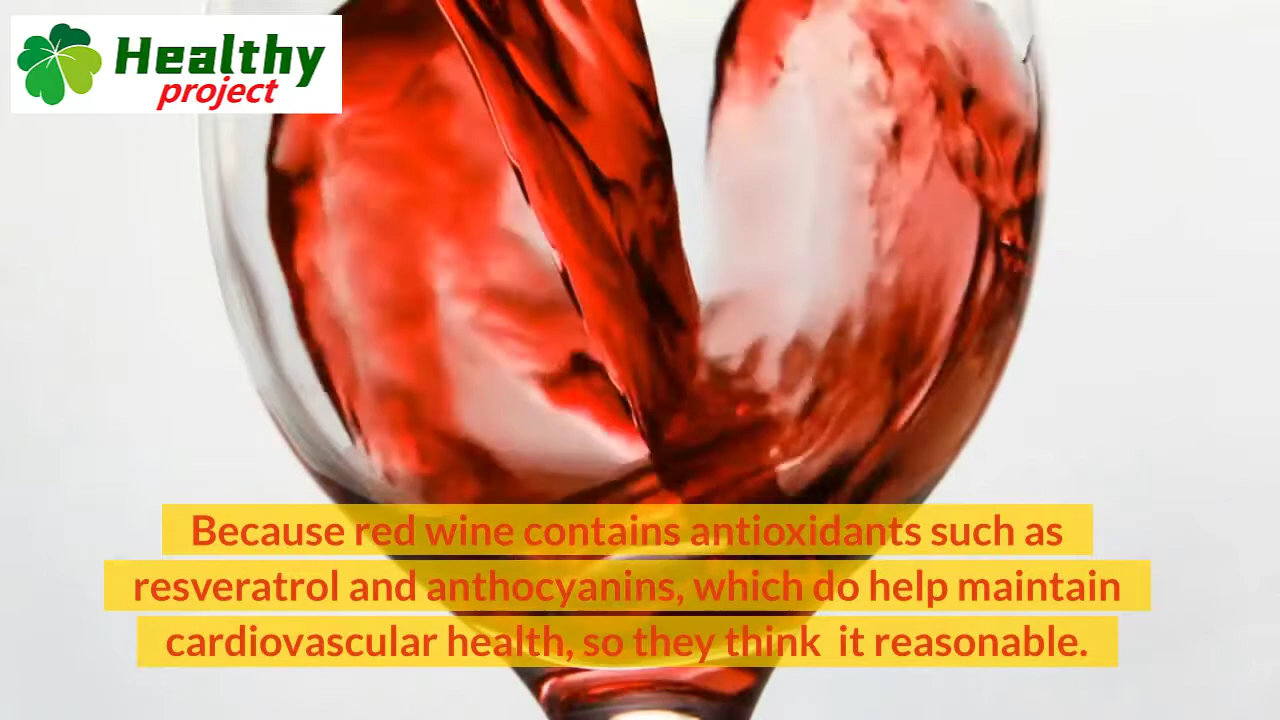 Healthy
project
Because red wine contains antioxidants such as
resveratrol and anthocyanins, which do help maintain
cardiovascular health, so they think  it reasonable.